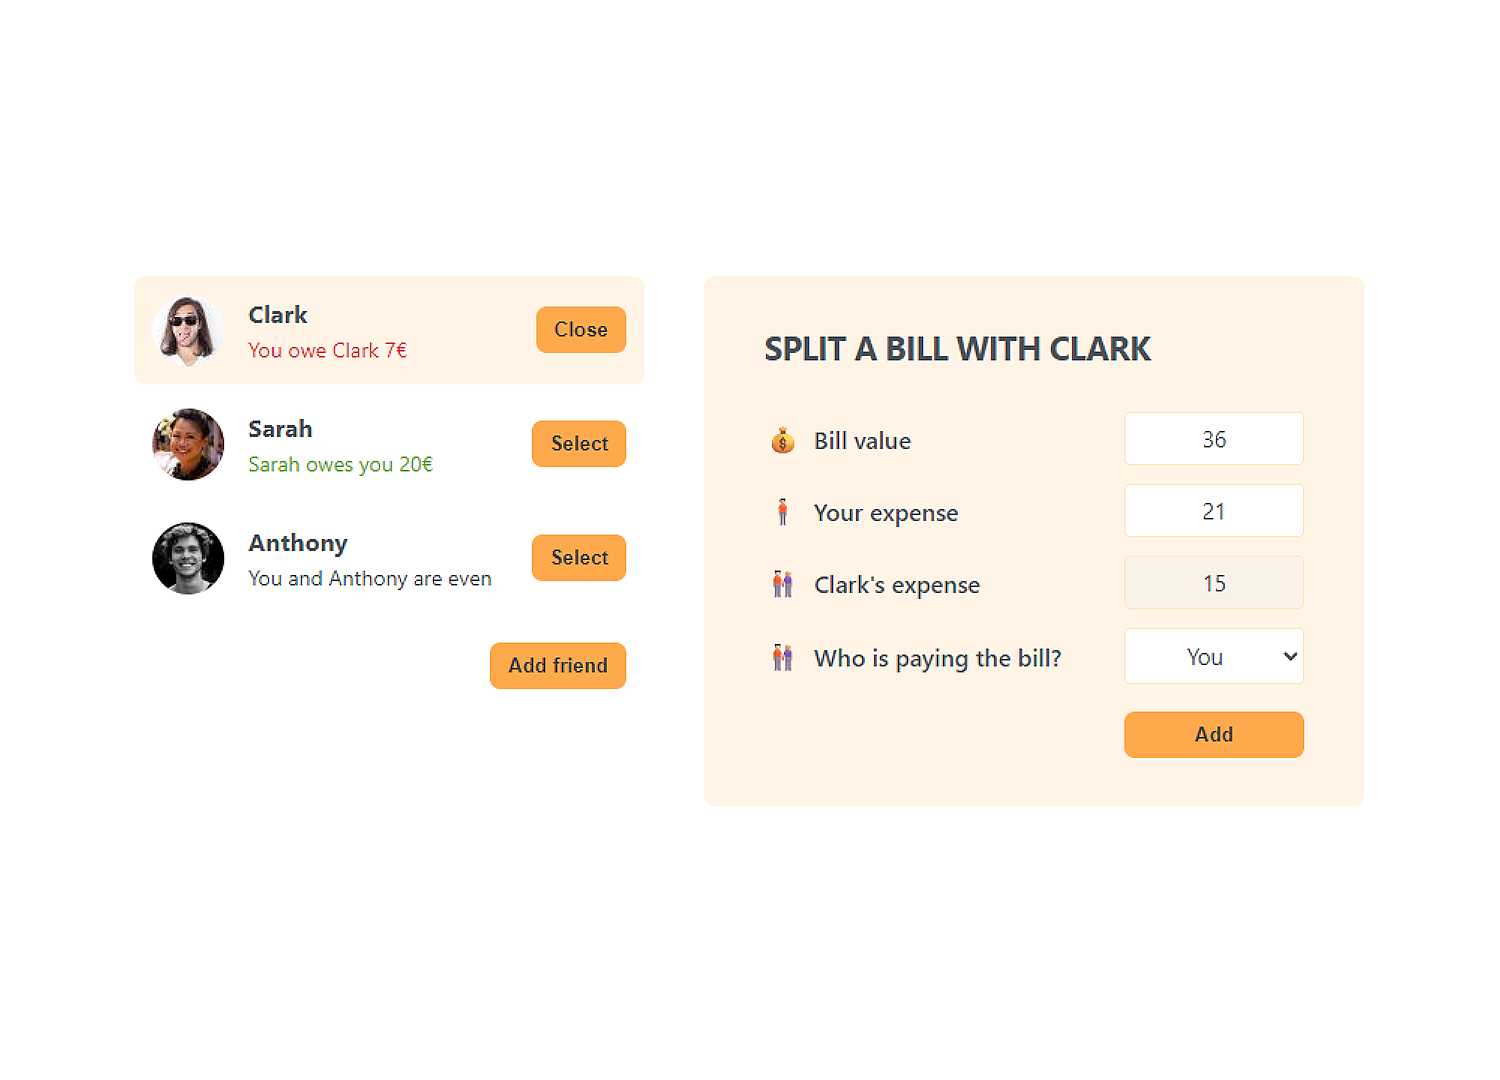 Clark
You owe Clark 7€
Close
Sarah
Sarah owes you 20€
Select
Anthony
You and Anthony are even
Select
Add friend
SPLIT A BILL WITH CLARK
💰 Bill value
36
🧍 Your expense
21
🧑‍🤝‍🧑 Clark's expense
15
🧑‍🤝‍🧑 Who is paying the bill?
You
Add